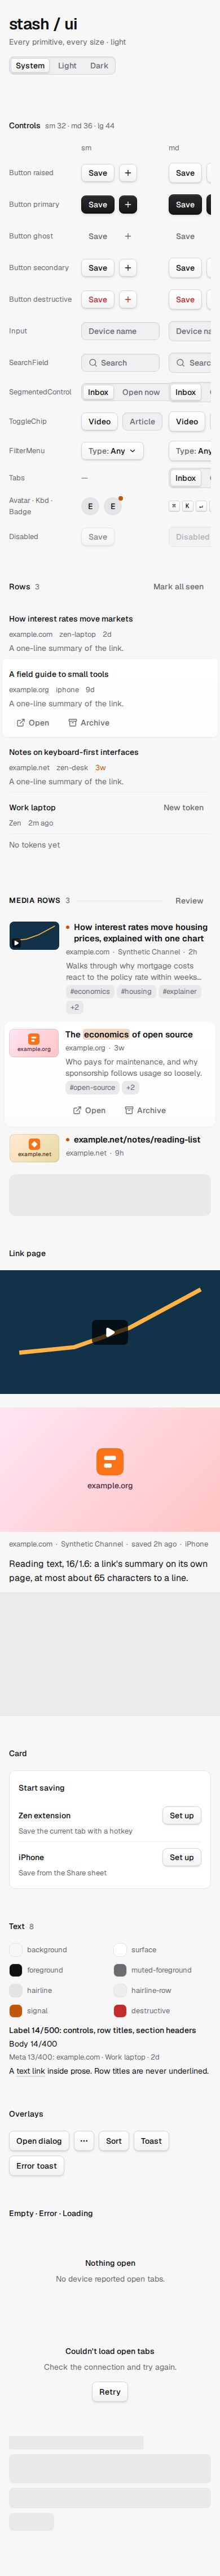 stash / ui
Every primitive, every size · light
System Light Dark
Controls sm 32 · md 36 · lg 44
sm md
Button raised Save + Save
Button primary Save + Save
Button ghost Save + Save
Button secondary Save + Save
Button destructive Save + Save
Input Device name Device na
SearchField Search Searc
SegmentedControl Inbox Open now Inbox
ToggleChip Video Article Video
FilterMenu Type: Any Type: Any
Tabs — Inbox
Avatar · Kbd · Badge E E ⌘ K ↵
Disabled Save Disabled
Rows 3 Mark all seen
How interest rates move markets
example.com zen-laptop 2d
A one-line summary of the link.
A field guide to small tools
example.org iphone 9d
A one-line summary of the link.
Open Archive
Notes on keyboard-first interfaces
example.net zen-desk 3w
A one-line summary of the link.
Work laptop New token
Zen 2m ago
No tokens yet
MEDIA ROWS 3 Review
How interest rates move housing
prices, explained with one chart
example.com · Synthetic Channel · 2h
Walks through why mortgage costs
react to the policy rate within weeks…
#economics #housing #explainer
+2
example.org
The economics of open source
example.org · 3w
Who pays for maintenance, and why
sponsorship follows usage so loosely.
#open-source +2
Open Archive
example.net
example.net/notes/reading-list
example.net · 9h
Link page
example.org
example.com · Synthetic Channel · saved 2h ago · iPhone
Reading text, 16/1.6: a link's summary on its own
page, at most about 65 characters to a line.
Card
Start saving
Zen extension Set up
Save the current tab with a hotkey
iPhone Set up
Save from the Share sheet
Text 8
background surface
foreground muted-foreground
hairline hairline-row
signal destructive
Label 14/500: controls, row titles, section headers
Body 14/400
Meta 13/400: example.com · Work laptop · 2d
A text link inside prose. Row titles are never underlined.
Overlays
Open dialog ··· Sort Toast
Error toast
Empty · Error · Loading
Nothing open
No device reported open tabs.
Couldn't load open tabs
Check the connection and try again.
Retry